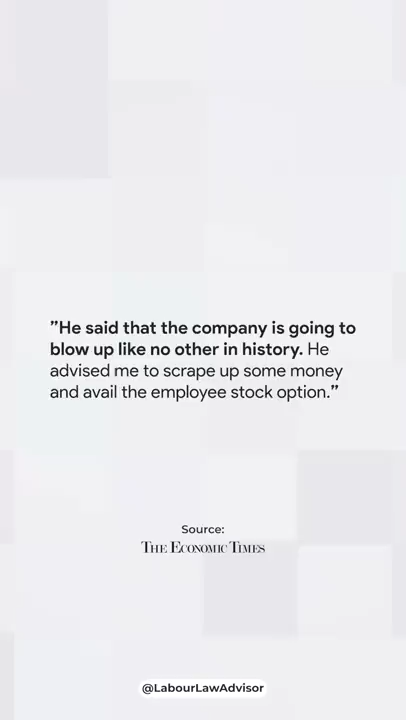 ”He said that the company is going to
blow up like no other in history. He
advised me to scrape up some money
and avail the employee stock option.”
Source:
THE ECONOMIC TIMES
@LabourLawAdvisor